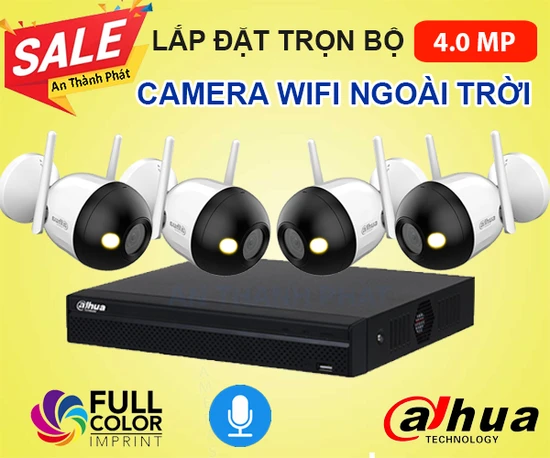 SALE
An Thành Phát
LẮP ĐẶT TRỌN BỘ
4.0 MP
CAMERA WIFI NGOÀI TRỜI
alhua
FULL
COLOR
IMPRINT
alhua
TECHNOLOGY